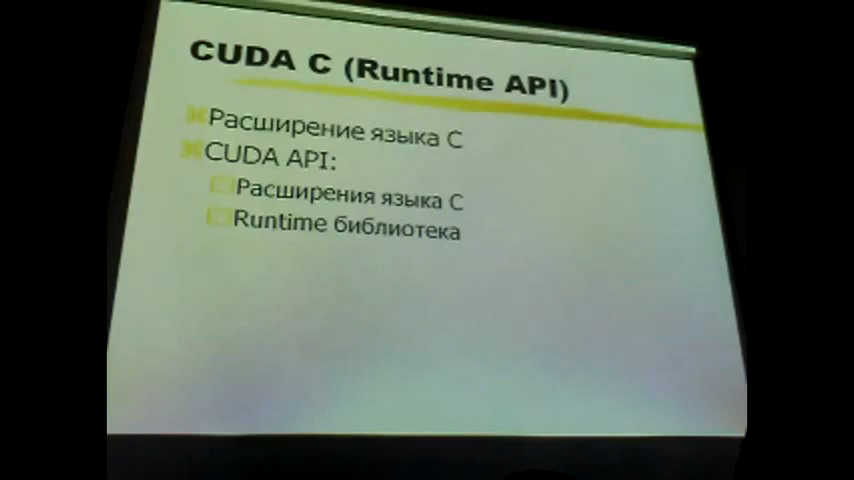 CUDA C (Runtime API)
Расширение языка C
CUDA API:
Расширения языка C
Runtime библиотека